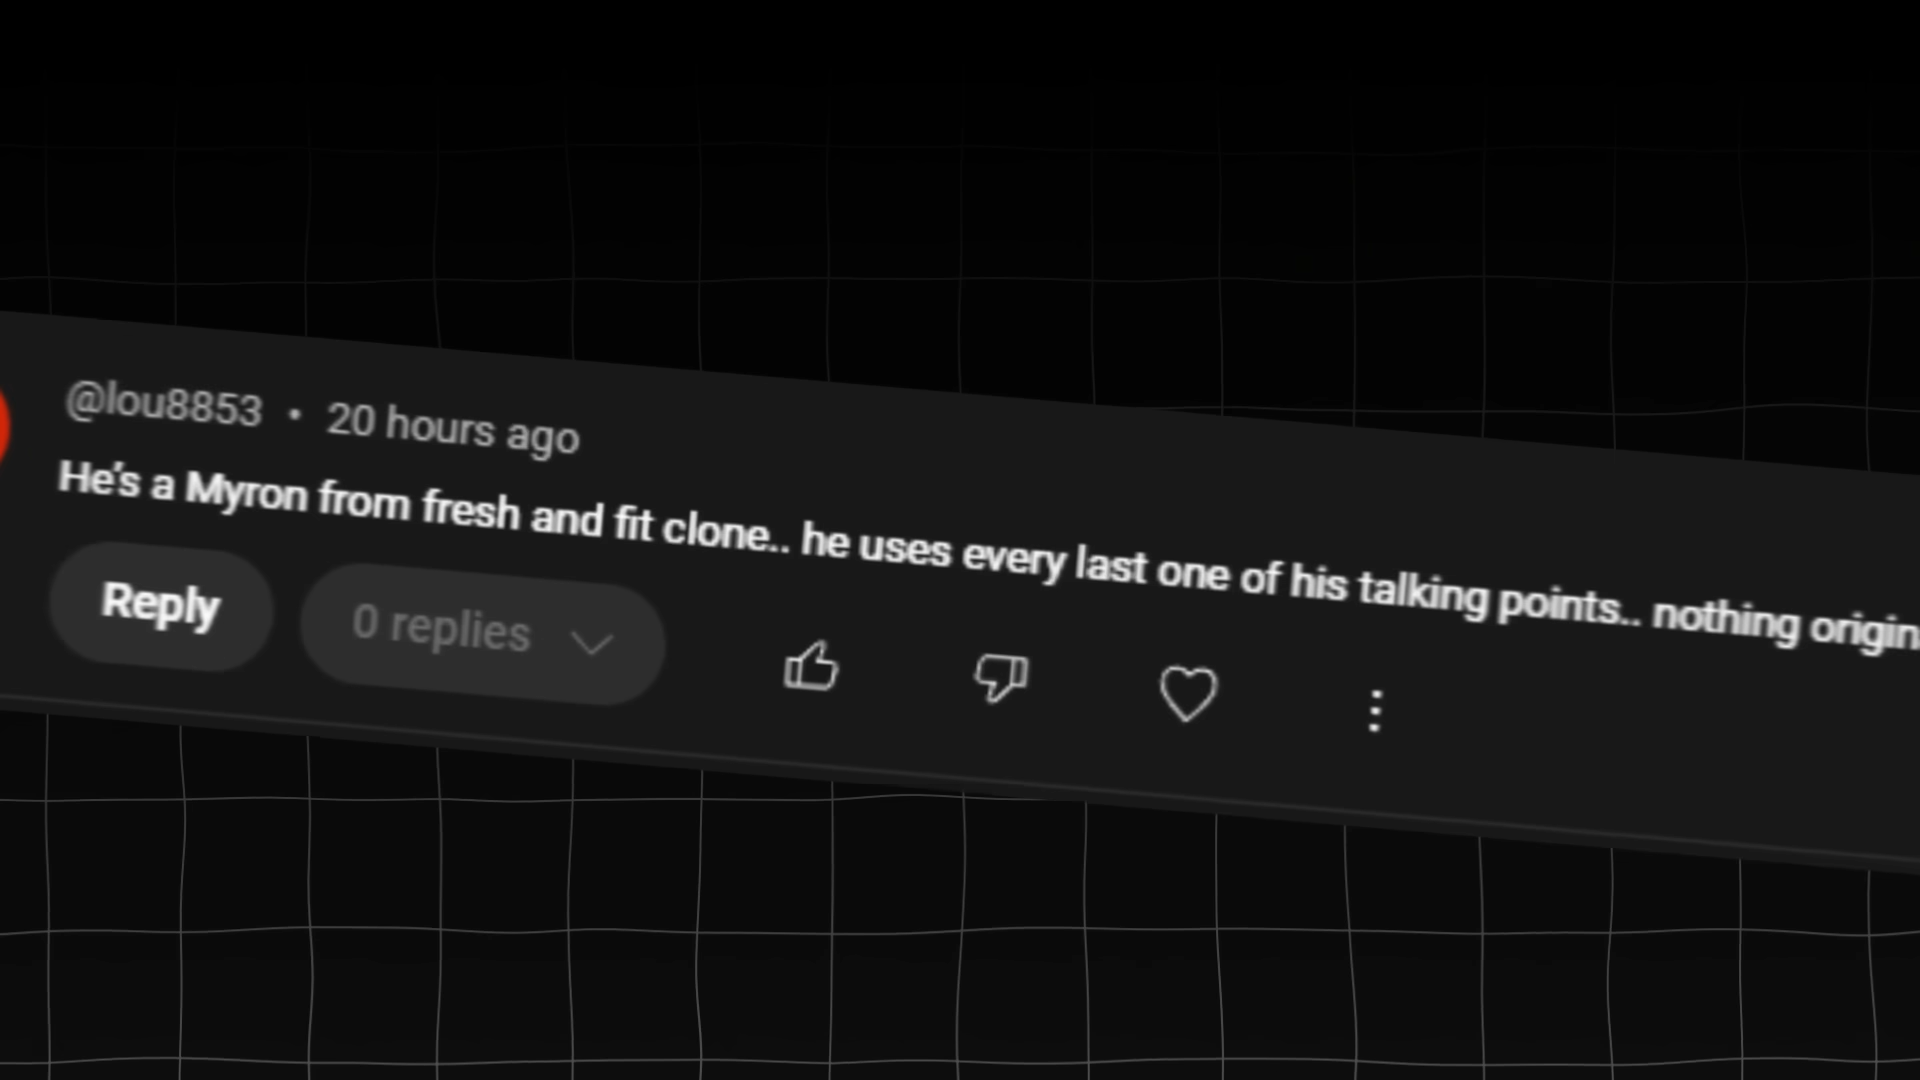 @lou8853 • 20 hours ago
He's a Myron from fresh and fit clone.. he uses every last one of his talking points.. nothing origin
Reply
0 replies